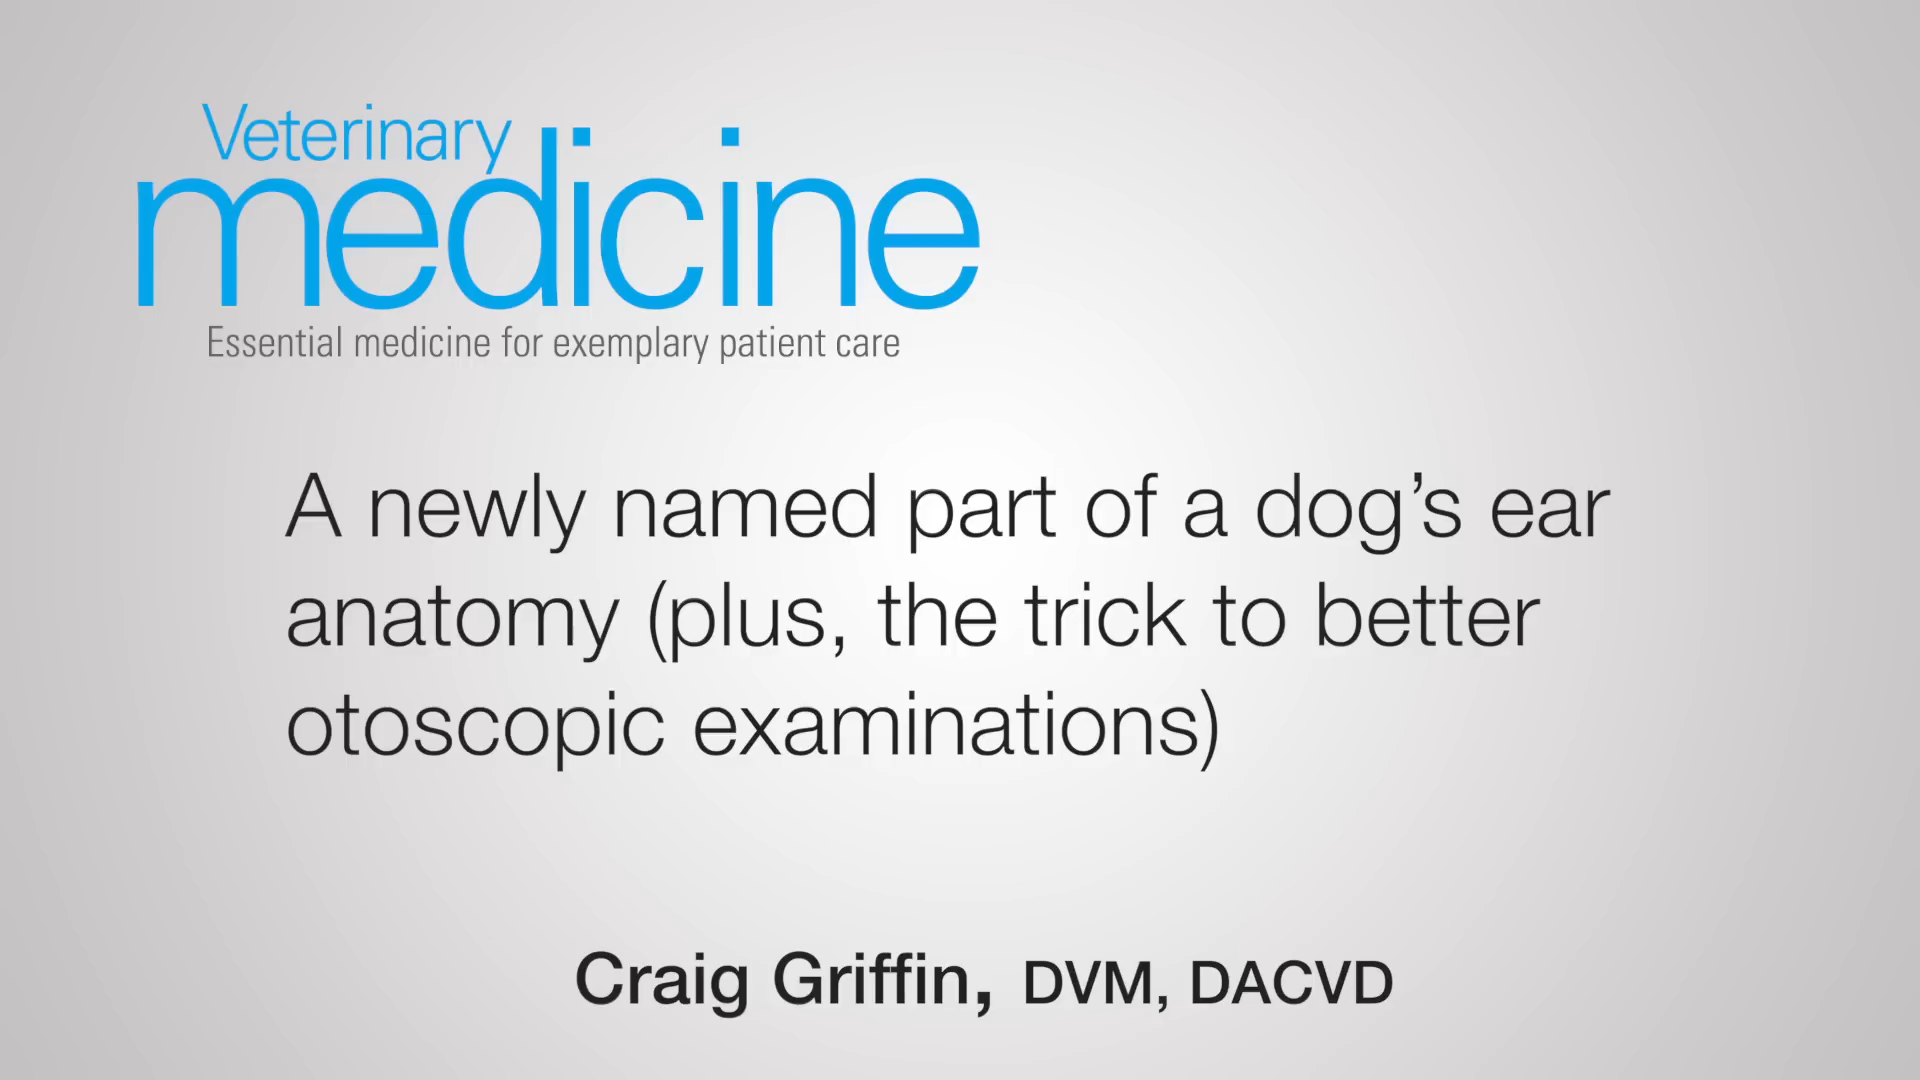 Veterinary
medicine
Essential medicine for exemplary patient care
A newly named part of a dog’s ear
anatomy (plus, the trick to better
otoscopic examinations)
Craig Griffin, DVM, DACVD